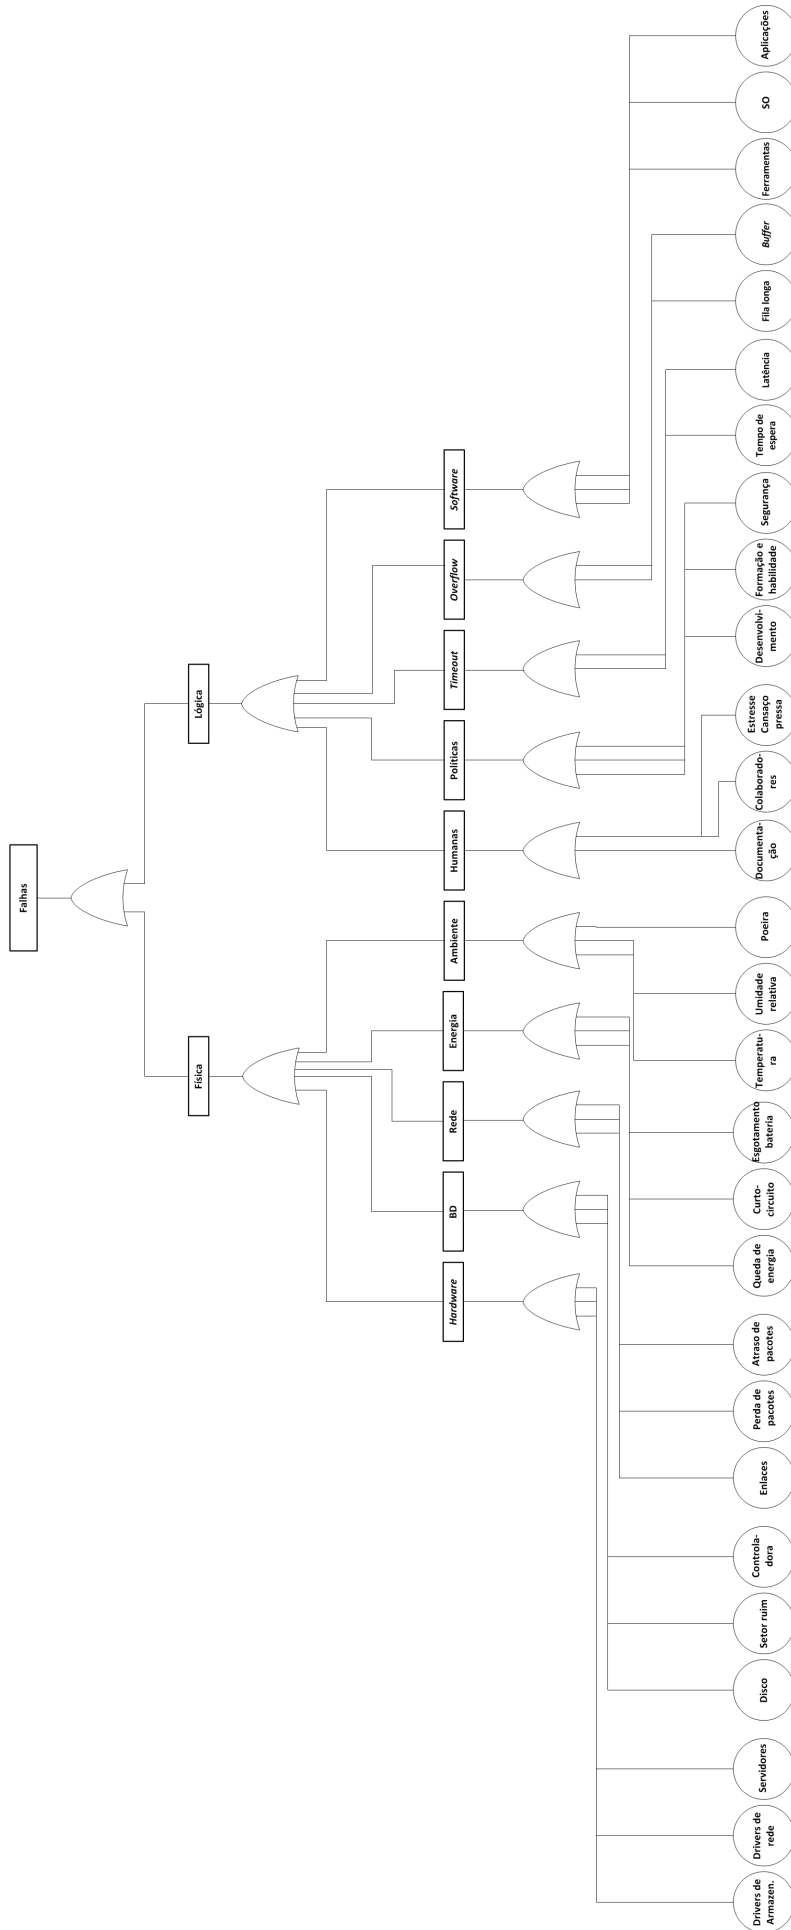 Falhas
Física
Lógica
Hardware
BD
Rede
Energia
Ambiente
Humanas
Políticas
Timeout
Overflow
Software
Drivers de
Armazen.
Drivers de
rede
Servidores
Disco
Setor ruim
Controla-
dora
Enlaces
Perda de
pacotes
Atraso de
pacotes
Queda de
energia
Curto-
circuito
Esgotamento
bateria
Temperatu-
ra
Umidade
relativa
Poeira
Documenta-
ção
Colaborado-
res
Estresse
Cansaço
pressa
Desenvolvi-
mento
Formação e
habilidade
Segurança
Tempo de
espera
Latência
Fila longa
Buffer
Ferramentas
SO
Aplicações